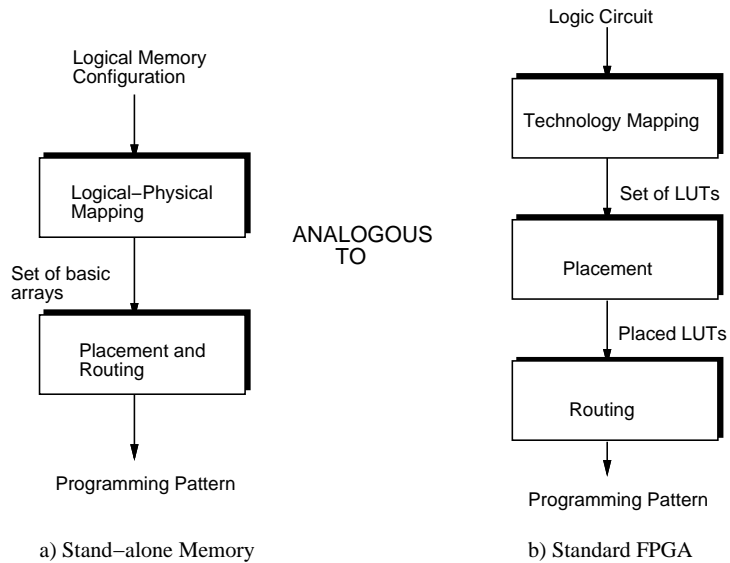 Logical Memory
Configuration
Logical−Physical
Mapping
Set of basic
arrays
Placement and
Routing
Programming Pattern
a) Stand−alone Memory
ANALOGOUS
TO
Logic Circuit
Technology Mapping
Set of LUTs
Placement
Placed LUTs
Routing
Programming Pattern
b) Standard FPGA